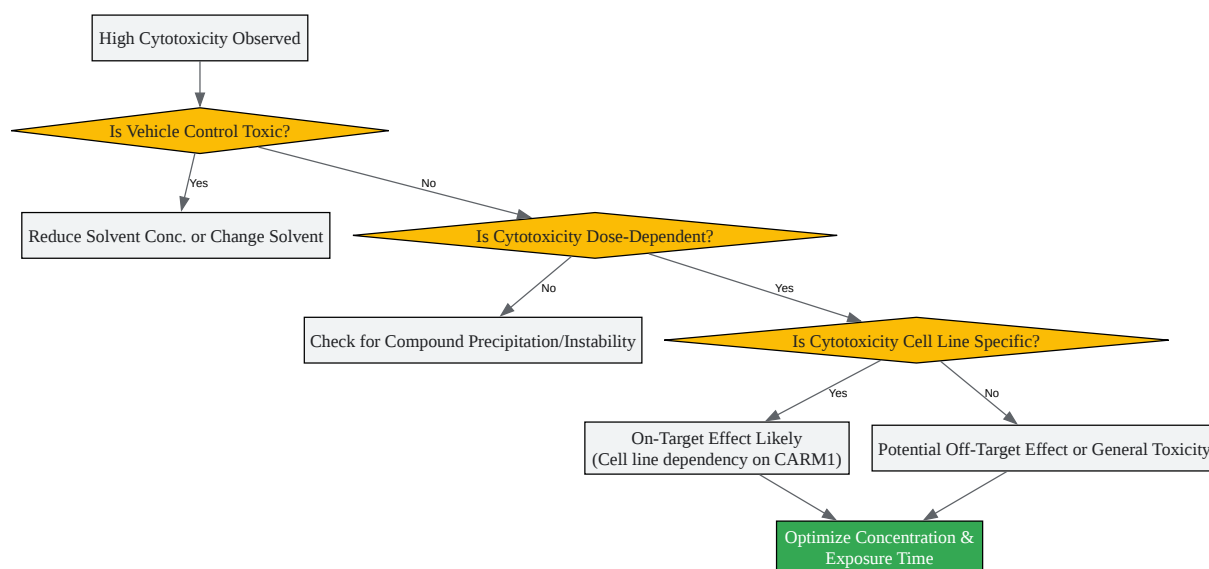 High Cytotoxicity Observed
Is Vehicle Control Toxic?
Yes
No
Reduce Solvent Conc. or Change Solvent
Is Cytotoxicity Dose-Dependent?
No
Yes
Check for Compound Precipitation/Instability
Is Cytotoxicity Cell Line Specific?
Yes
No
On-Target Effect Likely
(Cell line dependency on CARM1)
Potential Off-Target Effect or General Toxicity
Optimize Concentration &
Exposure Time